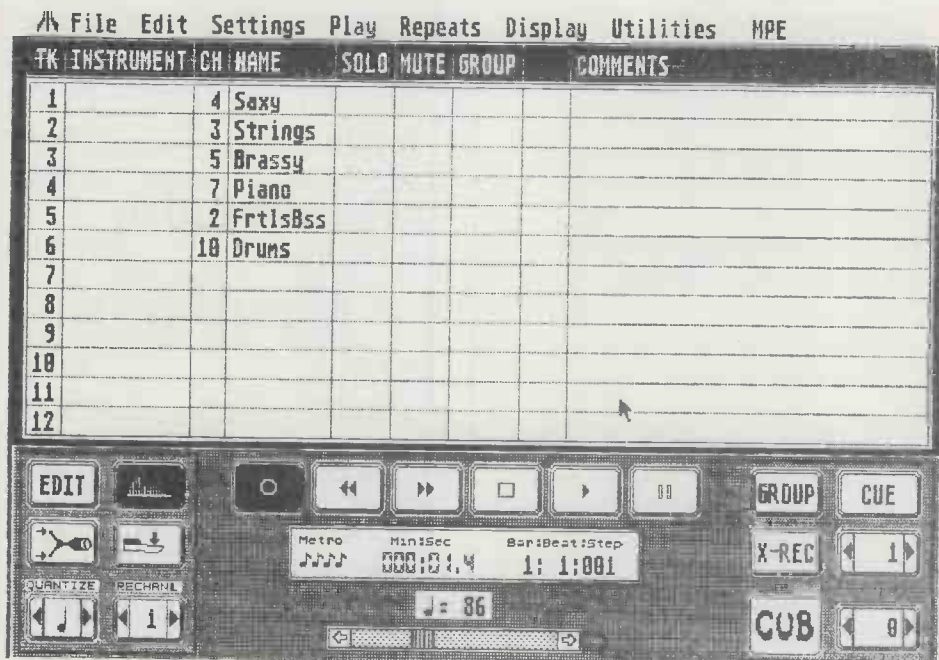 File Edit Settings Play Repeats Display Utilities MPE
TK INSTRUMENT CH NAME SOLO MUTE GROUP COMMENTS
1 4 Saxy
2 3 Strings
3 5 Brassy
4 7 Piano
5 2 FrtlsBss
6 10 Drums
7
8
9
10
11
12
EDIT GROUP CUE
Metro Min:Sec Bar:Beat:Step
000:01.4 1: 1:001
X-REC 1
QUANTIZE
1
♩= 86
CUB 0